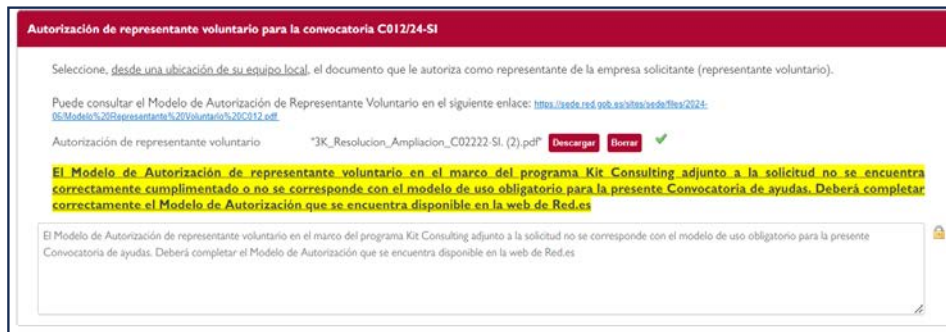 Autorización de representante voluntario para la convocatoria C012/24-SI
Seleccione, desde una ubicación de su equipo local, el documento que le autoriza como representante de la empresa solicitante (representante voluntario).
Puede consultar el Modelo de Autorización de Representante Voluntario en el siguiente enlace: https://sede.red.gob.es/sites/sede/files/2024-
06/Modelo%20Representante%20Voluntario%20C012.pdf
Autorización de representante voluntario "3K_Resolucion_Ampliacion_C02222-SI. (2).pdf" Descargar Borrar
El Modelo de Autorización de representante voluntario en el marco del programa Kit Consulting adjunto a la solicitud no se encuentra
correctamente cumplimentado o no se corresponde con el modelo de uso obligatorio para la presente Convocatoria de ayudas. Deberá completar
correctamente el Modelo de Autorización que se encuentra disponible en la web de Red.es
El Modelo de Autorización de representante voluntario en el marco del programa Kit Consulting adjunto a la solicitud no se corresponde con el modelo de uso obligatorio para la presente
Convocatoria de ayudas. Deberá completar el Modelo de Autorización que se encuentra disponible en la web de Red.es